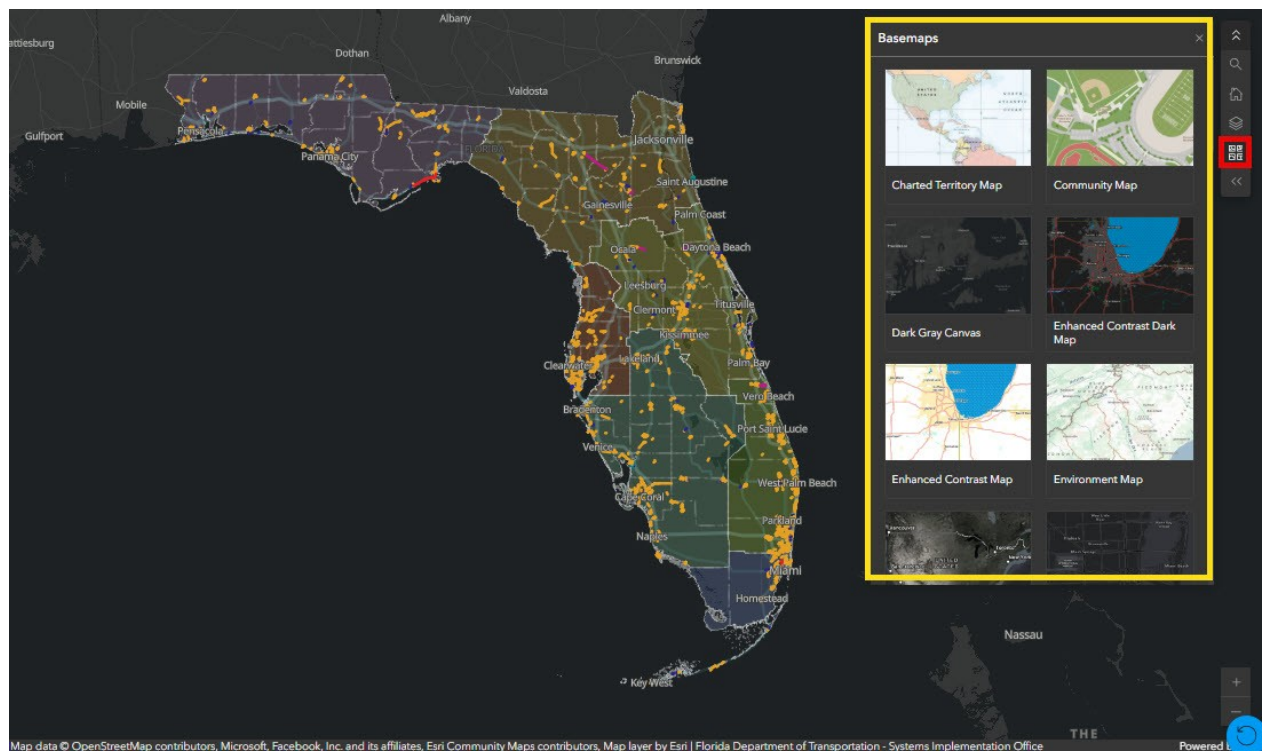 Albany
Dothan
Brunswick
Valdosta
Mobile
Gulfport
Pensacola
Panama City
FLORIDA
Jacksonville
Saint Augustine
Gainesville
Palm Coast
Ocala
Daytona Beach
Leesburg
Clermont
Titusville
Kissimmee
Lakeland
Clearwater
Palm Bay
Vero Beach
Bradenton
Port Saint Lucie
Venice
West Palm Beach
Cape Coral
Parkland
Naples
Miami
Homestead
Key West
Nassau
THE
Basemaps
Charted Territory Map
Community Map
Dark Gray Canvas
Enhanced Contrast Dark
Map
Enhanced Contrast Map
Environment Map
Map data © OpenStreetMap contributors, Microsoft, Facebook, Inc. and its affiliates, Esri Community Maps contributors, Map layer by Esri | Florida Department of Transportation - Systems Implementation Office
Powered